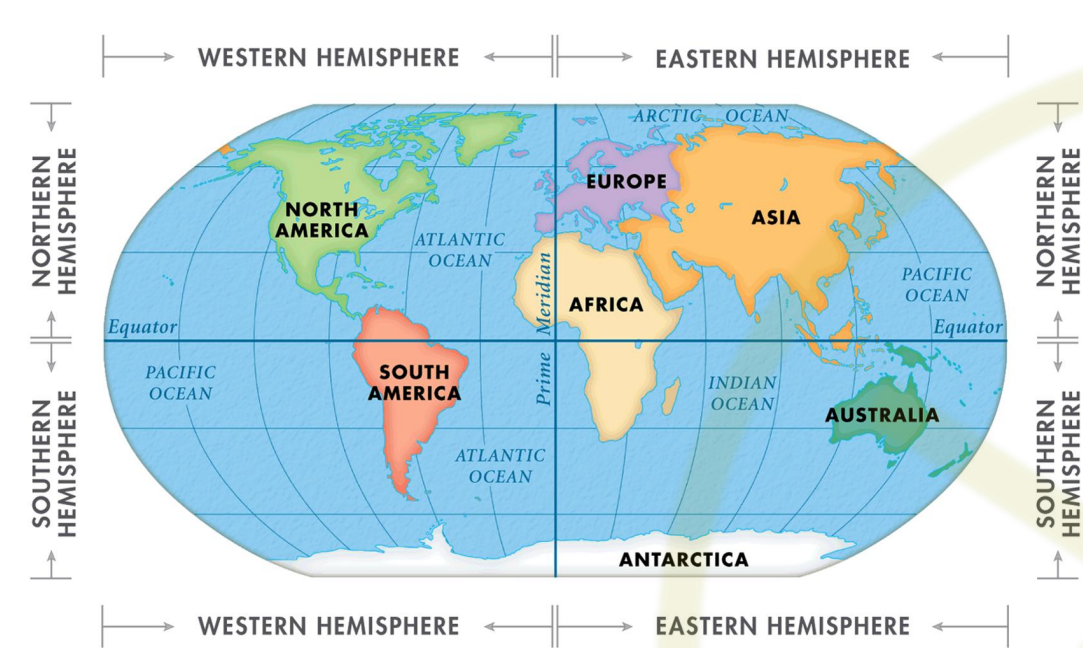 WESTERN HEMISPHERE
EASTERN HEMISPHERE
NORTHERN
HEMISPHERE
NORTHERN
HEMISPHERE
ARCTIC OCEAN
EUROPE
ASIA
NORTH
AMERICA
ATLANTIC
OCEAN
PACIFIC
OCEAN
AFRICA
Prime Meridian
Equator
Equator
SOUTHERN
HEMISPHERE
SOUTHERN
HEMISPHERE
PACIFIC
OCEAN
SOUTH
AMERICA
INDIAN
OCEAN
AUSTRALIA
ATLANTIC
OCEAN
ANTARCTICA
WESTERN HEMISPHERE
EASTERN HEMISPHERE